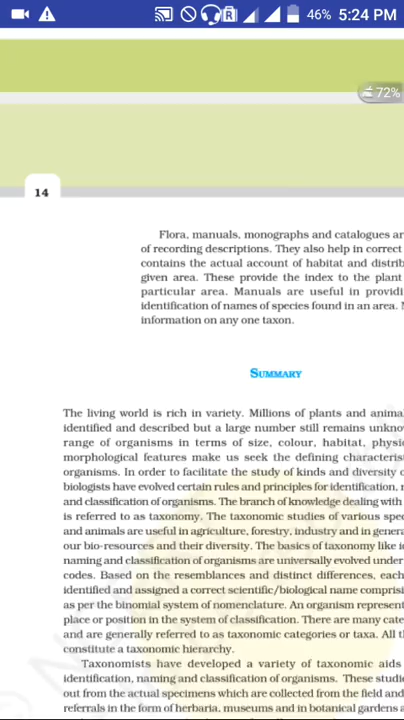 46% 5:24 PM
72%
14
Flora, manuals, monographs and catalogues ar
of recording descriptions. They also help in correct
contains the actual account of habitat and distrib
given area. These provide the index to the plant
particular area. Manuals are useful in providi
identification of names of species found in an area.
information on any one taxon.
SUMMARY
The living world is rich in variety. Millions of plants and anima
identified and described but a large number still remains unkno
range of organisms in terms of size, colour, habitat, physi
morphological features make us seek the defining characterist
organisms. In order to facilitate the study of kinds and diversity o
biologists have evolved certain rules and principles for identification,
and classification of organisms. The branch of knowledge dealing with
is referred to as taxonomy. The taxonomic studies of various spec
and animals are useful in agriculture, forestry, industry and in genera
our bio-resources and their diversity. The basics of taxonomy like i
naming and classification of organisms are universally evolved under
codes. Based on the resemblances and distinct differences, each
identified and assigned a correct scientific/biological name comprisi
as per the binomial system of nomenclature. An organism represent
place or position in the system of classification. There are many cate
and are generally referred to as taxonomic categories or taxa. All t
constitute a taxonomic hierarchy.
Taxonomists have developed a variety of taxonomic aids
identification, naming and classification of organisms. These studi
out from the actual specimens which are collected from the field and
referrals in the form of herbaria, museums and in botanical gardens a